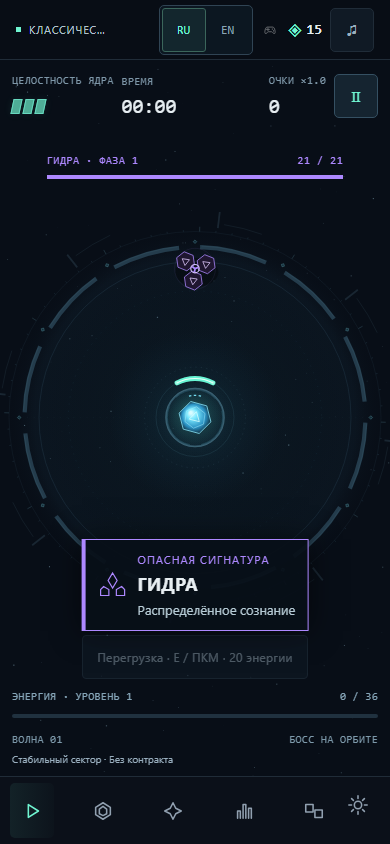 КЛАССИЧЕС…
RU EN 15
ЦЕЛОСТНОСТЬ ЯДРА ВРЕМЯ ОЧКИ ×1.0
00:00 0
ГИДРА · ФАЗА 1 21 / 21
ОПАСНАЯ СИГНАТУРА
ГИДРА
Распределённое сознание
Перегрузка · E / ПКМ · 20 энергии
ЭНЕРГИЯ · УРОВЕНЬ 1 0 / 36
ВОЛНА 01 БОСС НА ОРБИТЕ
Стабильный сектор · Без контракта